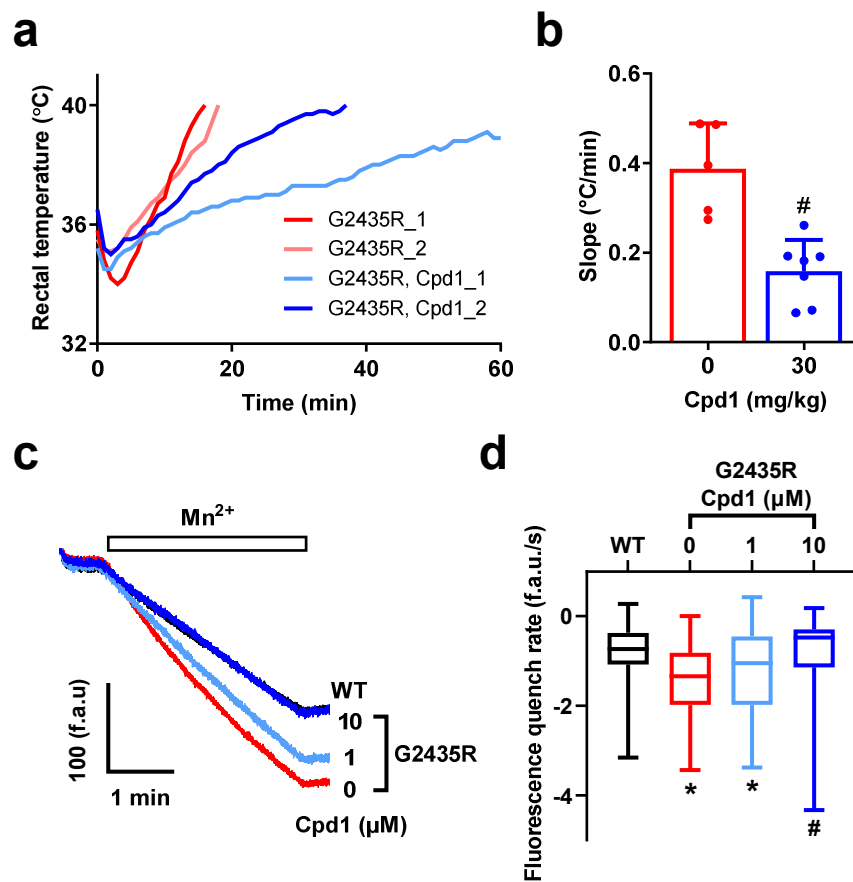 a
Rectal temperature (°C)
40
36
32
0
20
40
60
Time (min)
G2435R_1
G2435R_2
G2435R, Cpd1_1
G2435R, Cpd1_2
b
Slope (°C/min)
0.6
0.4
0.2
0.0
#
0
30
Cpd1 (mg/kg)
c
Mn²⁺
100 (f.a.u)
1 min
WT
10
1
0
G2435R
Cpd1 (µM)
d
G2435R
Cpd1 (µM)
WT
0
1
10
Fluorescence quench rate (f.a.u./s)
0
-2
-4
*
*
#